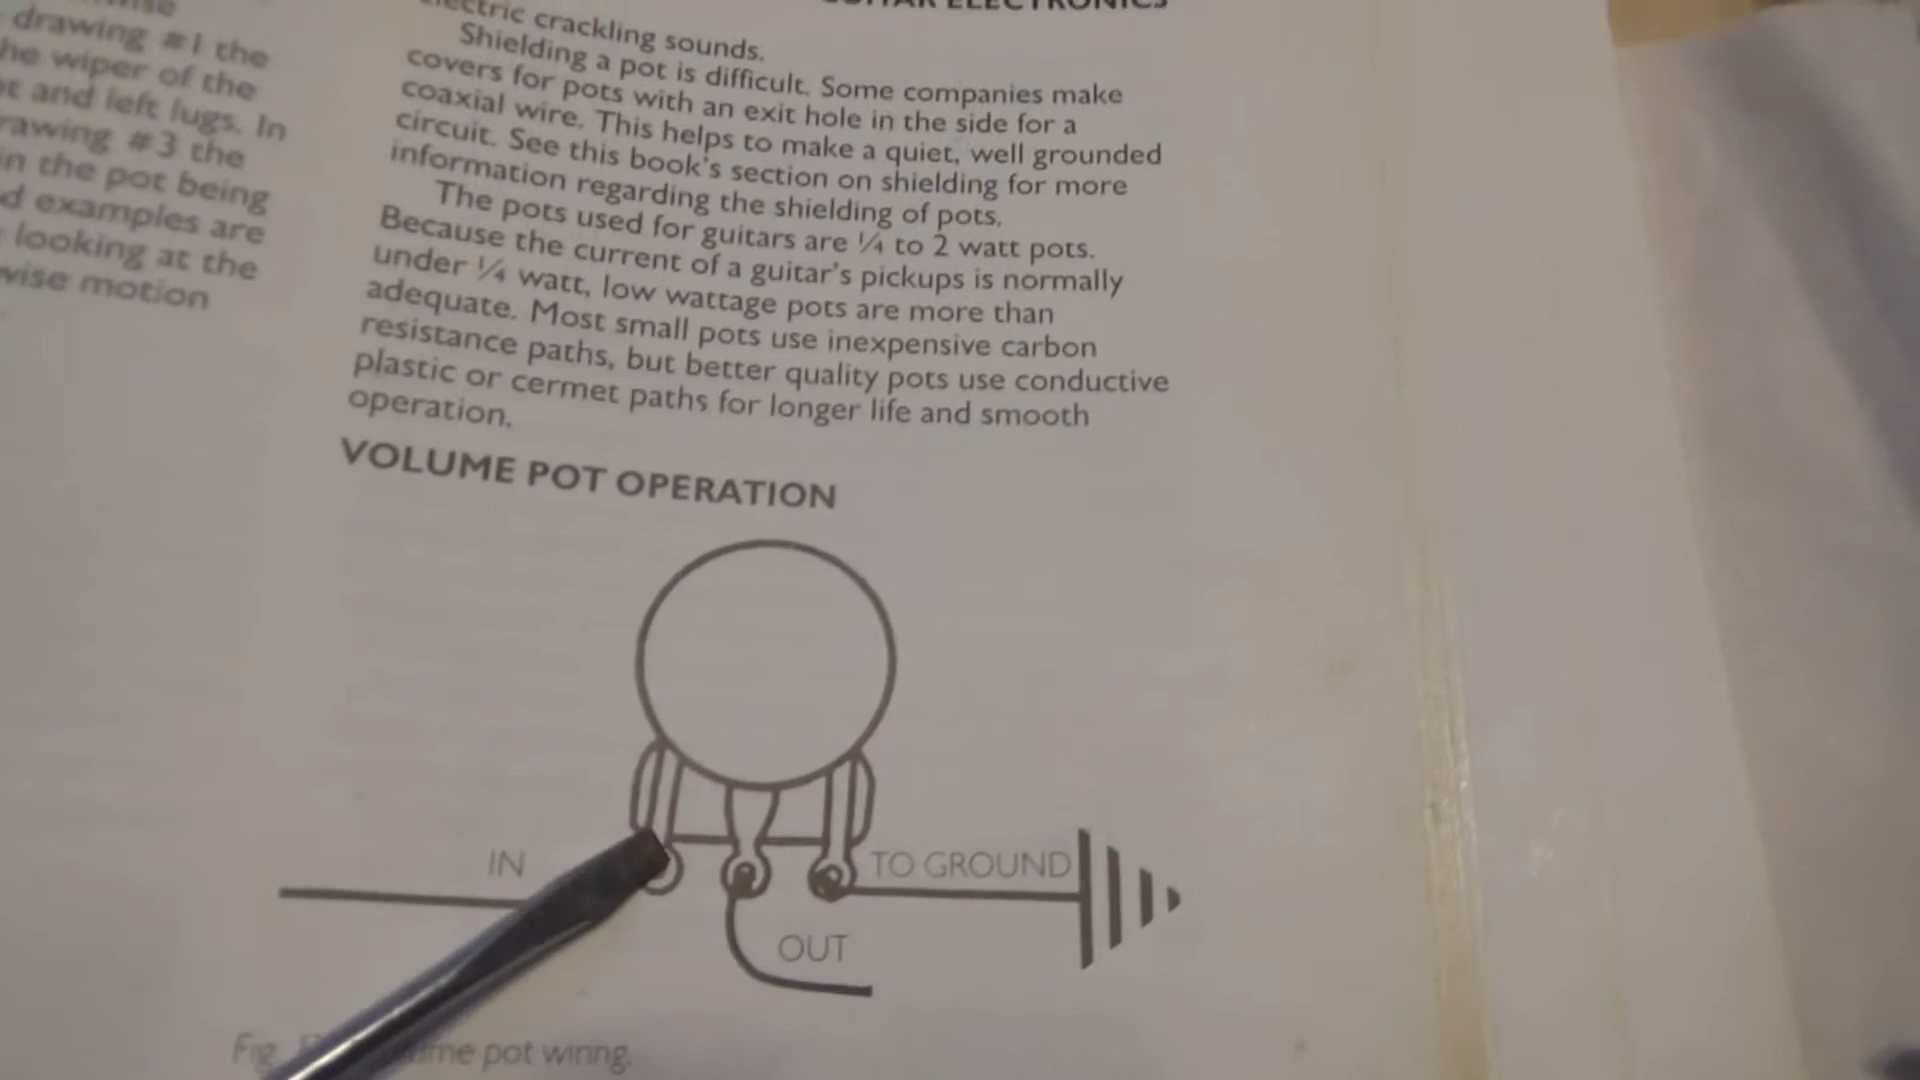 drawing #1 the
he wiper of the
and left lugs. In
#3 the
in the pot being
examples are
looking at the
motion
ELECTRONICS
crackling sounds.
Shielding a pot is difficult. Some companies make
covers for pots with an exit hole in the side for a
coaxial wire. This helps to make a quiet, well grounded
circuit. See this book's section on shielding for more
information regarding the shielding of pots.
The pots used for guitars are ¼ to 2 watt pots.
Because the current of a guitar's pickups is normally
under ¼ watt, low wattage pots are more than
adequate. Most small pots use inexpensive carbon
resistance paths, but better quality pots use conductive
plastic or cermet paths for longer life and smooth
operation.
VOLUME POT OPERATION
IN
TO GROUND
OUT
Fig
pot wiring